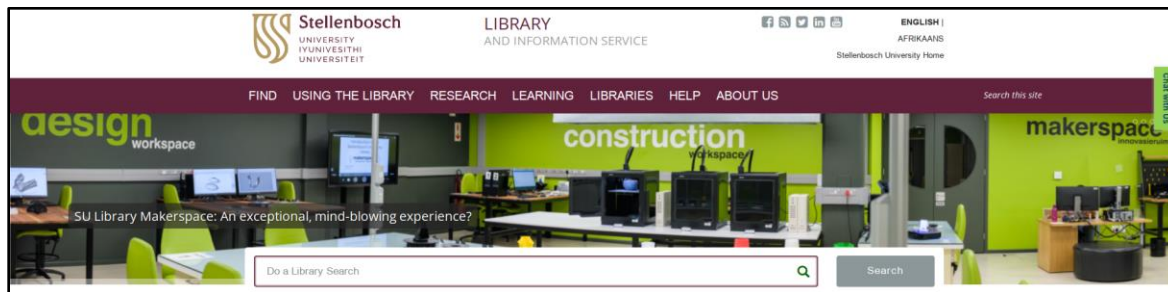 Stellenbosch
UNIVERSITY
IYUNIVESITHI
UNIVERSITEIT
LIBRARY
AND INFORMATION SERVICE
ENGLISH |
AFRIKAANS
Stellenbosch University Home
FIND USING THE LIBRARY RESEARCH LEARNING LIBRARIES HELP ABOUT US
Search this site
Chat with us
design
workspace
construction
workspace
makerspace
innovasieruim
SU Library Makerspace: An exceptional, mind-blowing experience?
Do a Library Search
Search